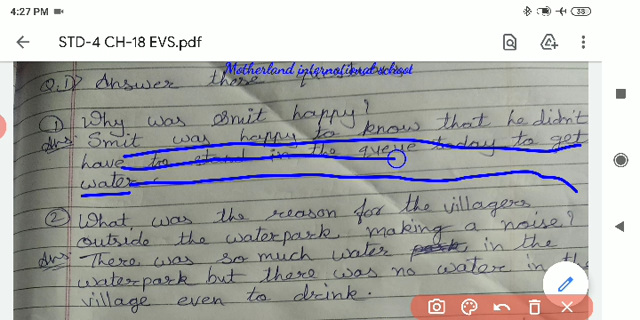 4:27 PM
38
STD-4 CH-18 EVS.pdf
Motherland international school
Q.1) Answer these
① Why was Smit happy?
Ans: Smit was happy to know that he didn't
have to stand in the queue today to get
water
② What was the reason for the villagers
outside the waterpark making a noise?
Ans There was so much water park in the
waterpark but there was no water in the
village even to drink.